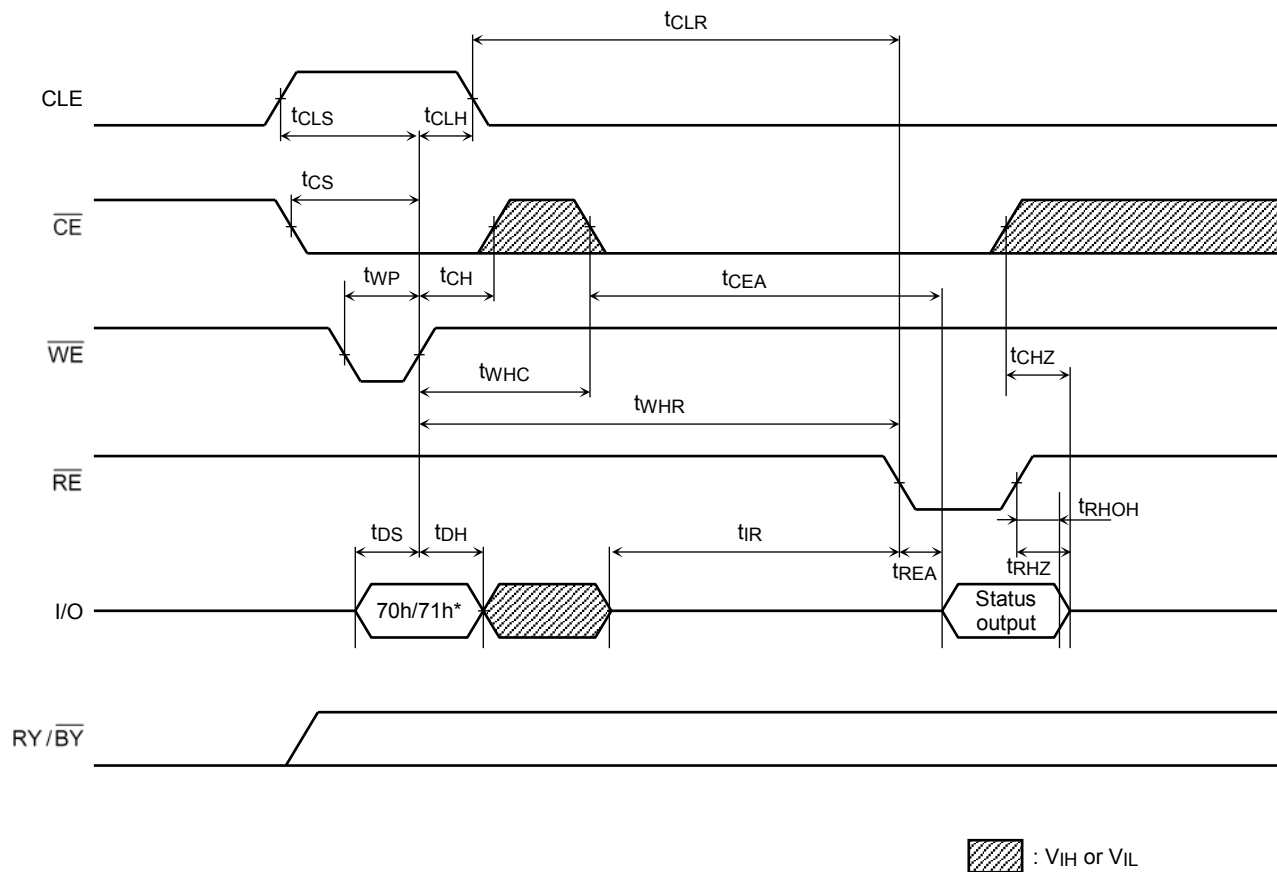 tCLR
CLE
tCLS
tCLH
tCS
CE
tWP
tCH
tCEA
WE
tCHZ
tWHC
tWHR
RE
tRHOH
tDS
tDH
tIR
tREA
tRHZ
I/O
70h/71h*
Status
output
RY/BY
: VIH or VIL